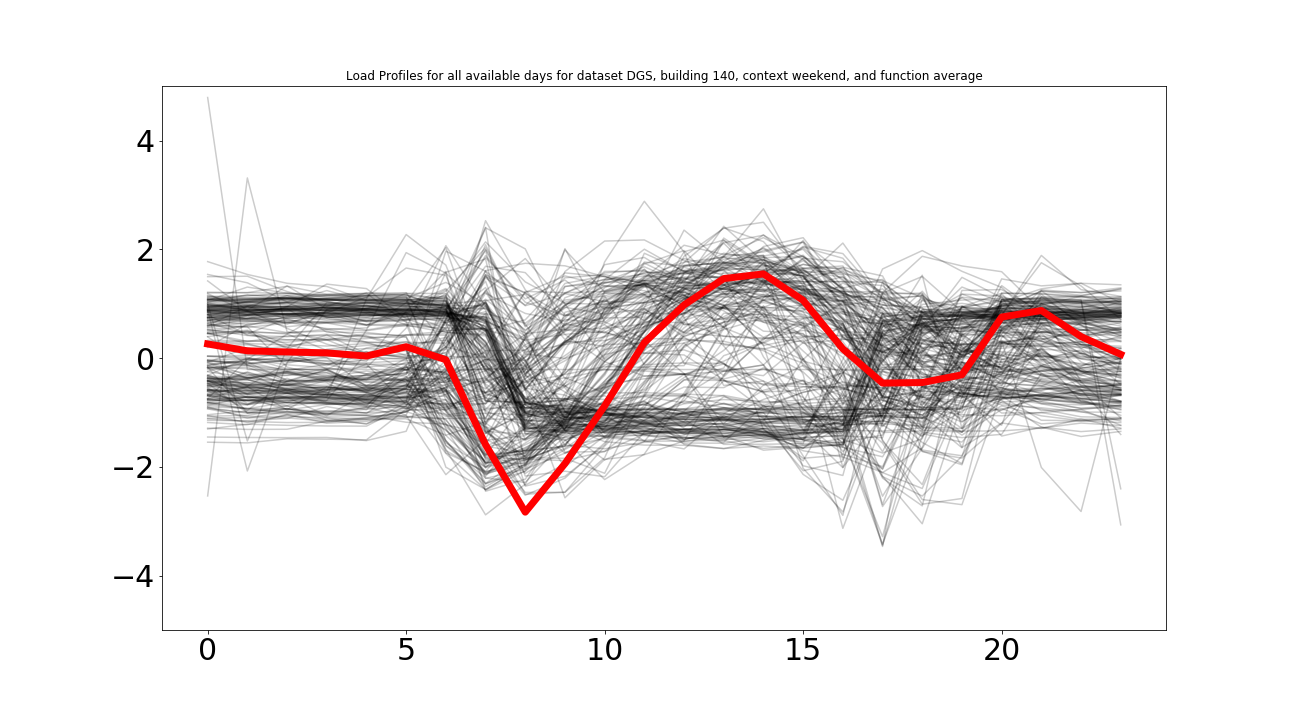 Load Profiles for all available days for dataset DGS, building 140, context weekend, and function average
4
2
0
−2
−4
0 5 10 15 20